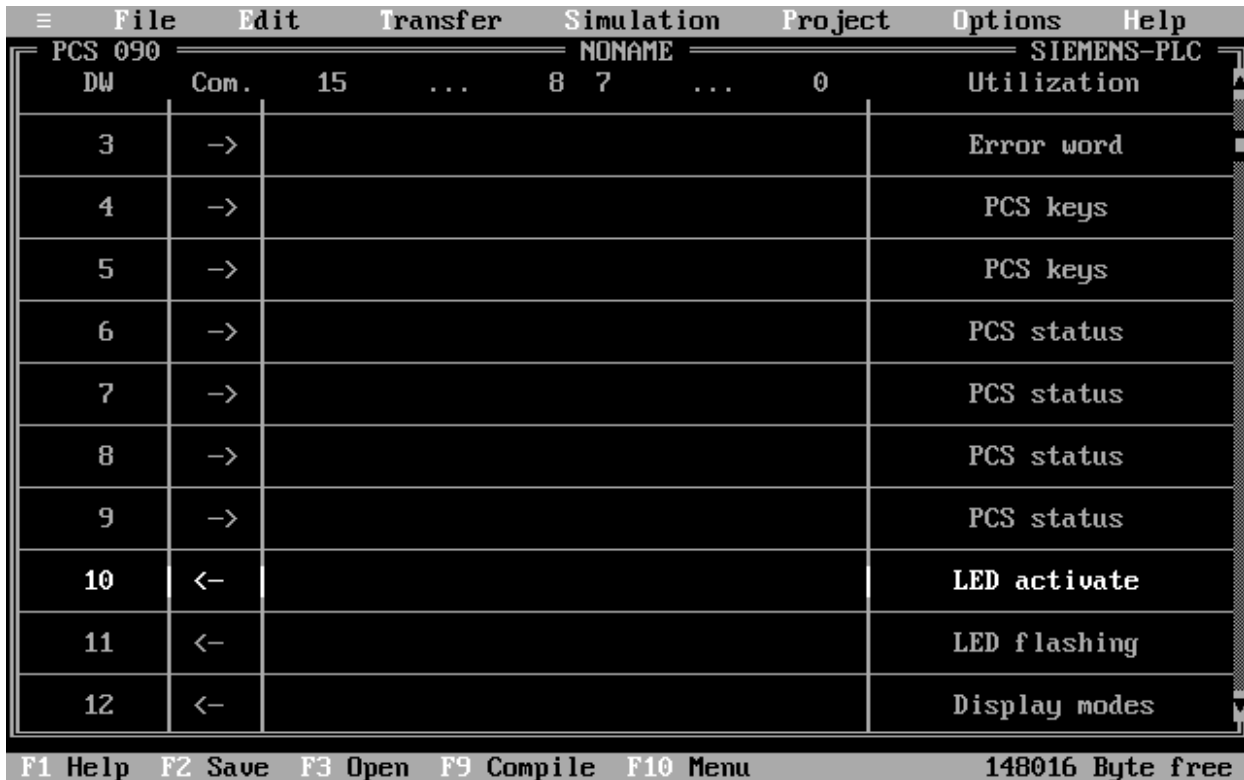 ≡ File Edit Transfer Simulation Project Options Help
PCS 090 NONAME SIEMENS-PLC
DW Com. 15 ... 8 7 ... 0 Utilization
3 —> Error word
4 —> PCS keys
5 —> PCS keys
6 —> PCS status
7 —> PCS status
8 —> PCS status
9 —> PCS status
10 <— LED activate
11 <— LED flashing
12 <— Display modes
F1 Help F2 Save F3 Open F9 Compile F10 Menu 148016 Byte free